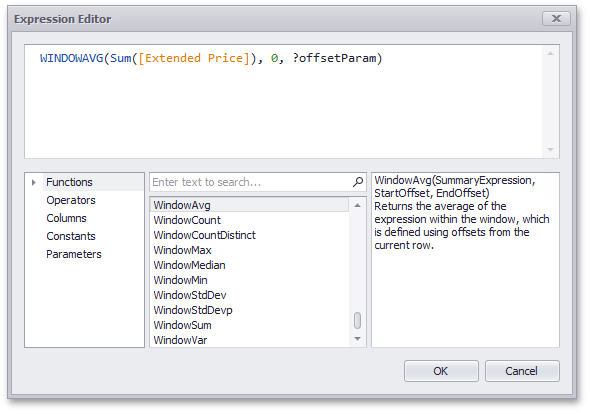 Expression Editor
WINDOWAVG(Sum([Extended Price]), 0, ?offsetParam)
Functions
Operators
Columns
Constants
Parameters
Enter text to search...
WindowAvg
WindowCount
WindowCountDistinct
WindowMax
WindowMedian
WindowMin
WindowStdDev
WindowStdDevp
WindowSum
WindowVar
WindowAvg(SummaryExpression,
StartOffset, EndOffset)
Returns the average of the
expression within the window, which
is defined using offsets from the
current row.
OK
Cancel